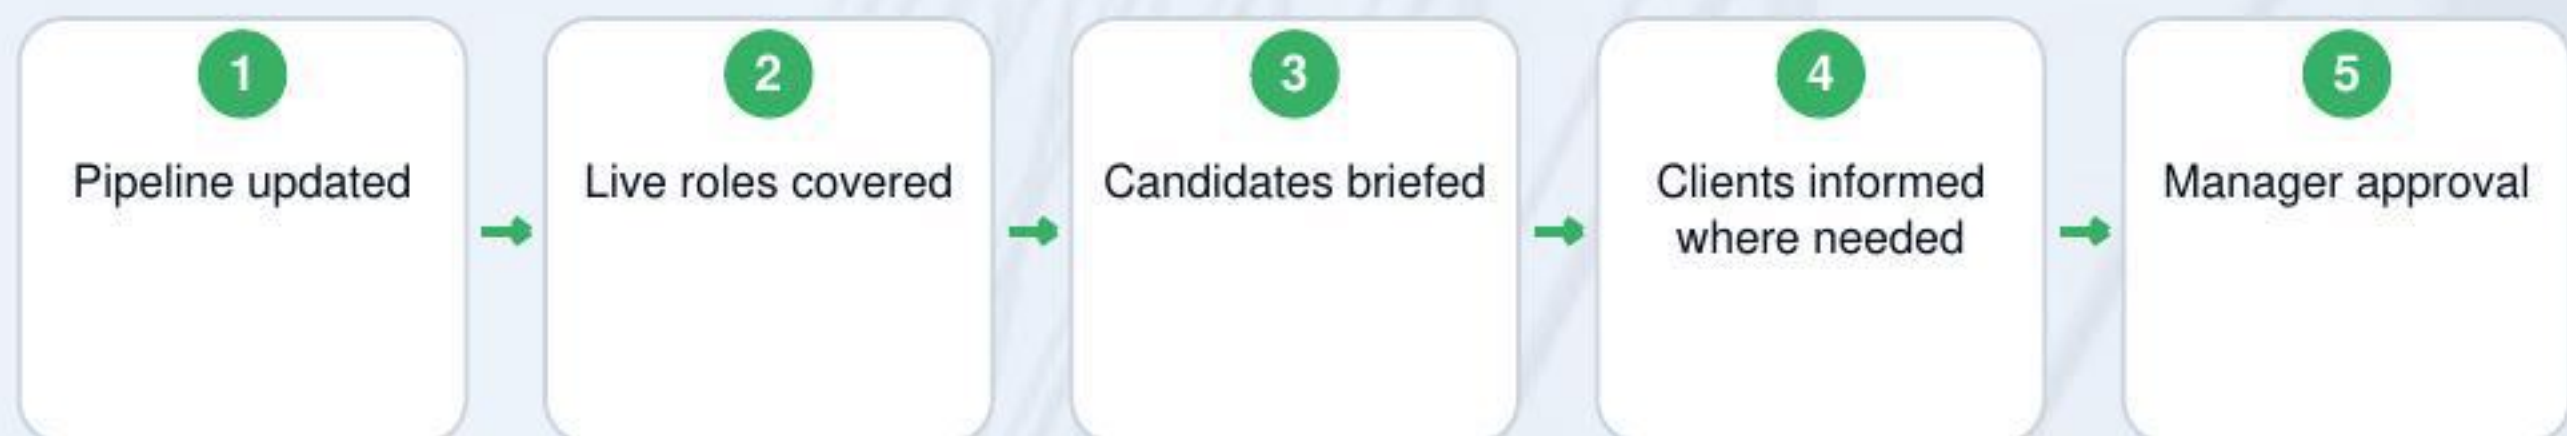 1
Pipeline updated
2
Live roles covered
3
Candidates briefed
4
Clients informed
where needed
5
Manager approval